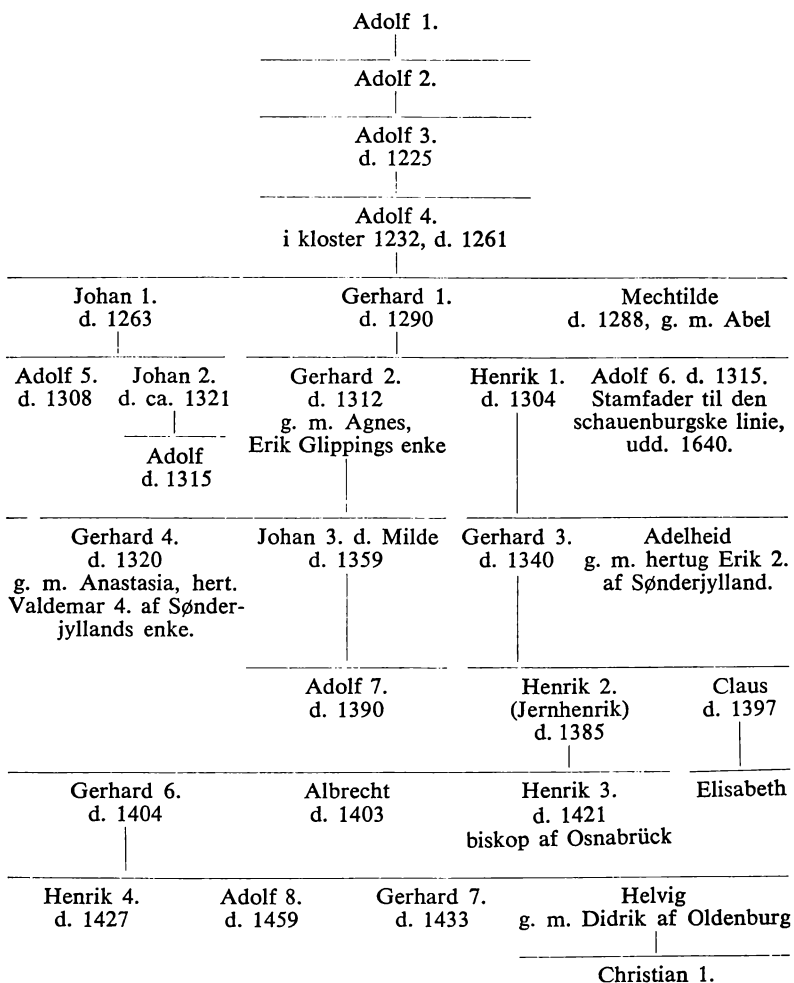 Adolf 1.
Adolf 2.
Adolf 3.
d. 1225
Adolf 4.
i kloster 1232, d. 1261
Johan 1.
d. 1263
Gerhard 1.
d. 1290
Mechtilde
d. 1288, g. m. Abel
Adolf 5.
d. 1308
Johan 2.
d. ca. 1321
Adolf
d. 1315
Gerhard 2.
d. 1312
g. m. Agnes,
Erik Glippings enke
Henrik 1.
d. 1304
Adolf 6. d. 1315.
Stamfader til den
schauenburgske linie,
udd. 1640.
Gerhard 4.
d. 1320
g. m. Anastasia, hert.
Valdemar 4. af Sønder-
jyllands enke.
Johan 3. d. Milde
d. 1359
Gerhard 3.
d. 1340
Adelheid
g. m. hertug Erik 2.
af Sønderjylland.
Adolf 7.
d. 1390
Henrik 2.
(Jernhenrik)
d. 1385
Claus
d. 1397
Gerhard 6.
d. 1404
Albrecht
d. 1403
Henrik 3.
d. 1421
biskop af Osnabrück
Elisabeth
Henrik 4.
d. 1427
Adolf 8.
d. 1459
Gerhard 7.
d. 1433
Helvig
g. m. Didrik af Oldenburg
Christian 1.